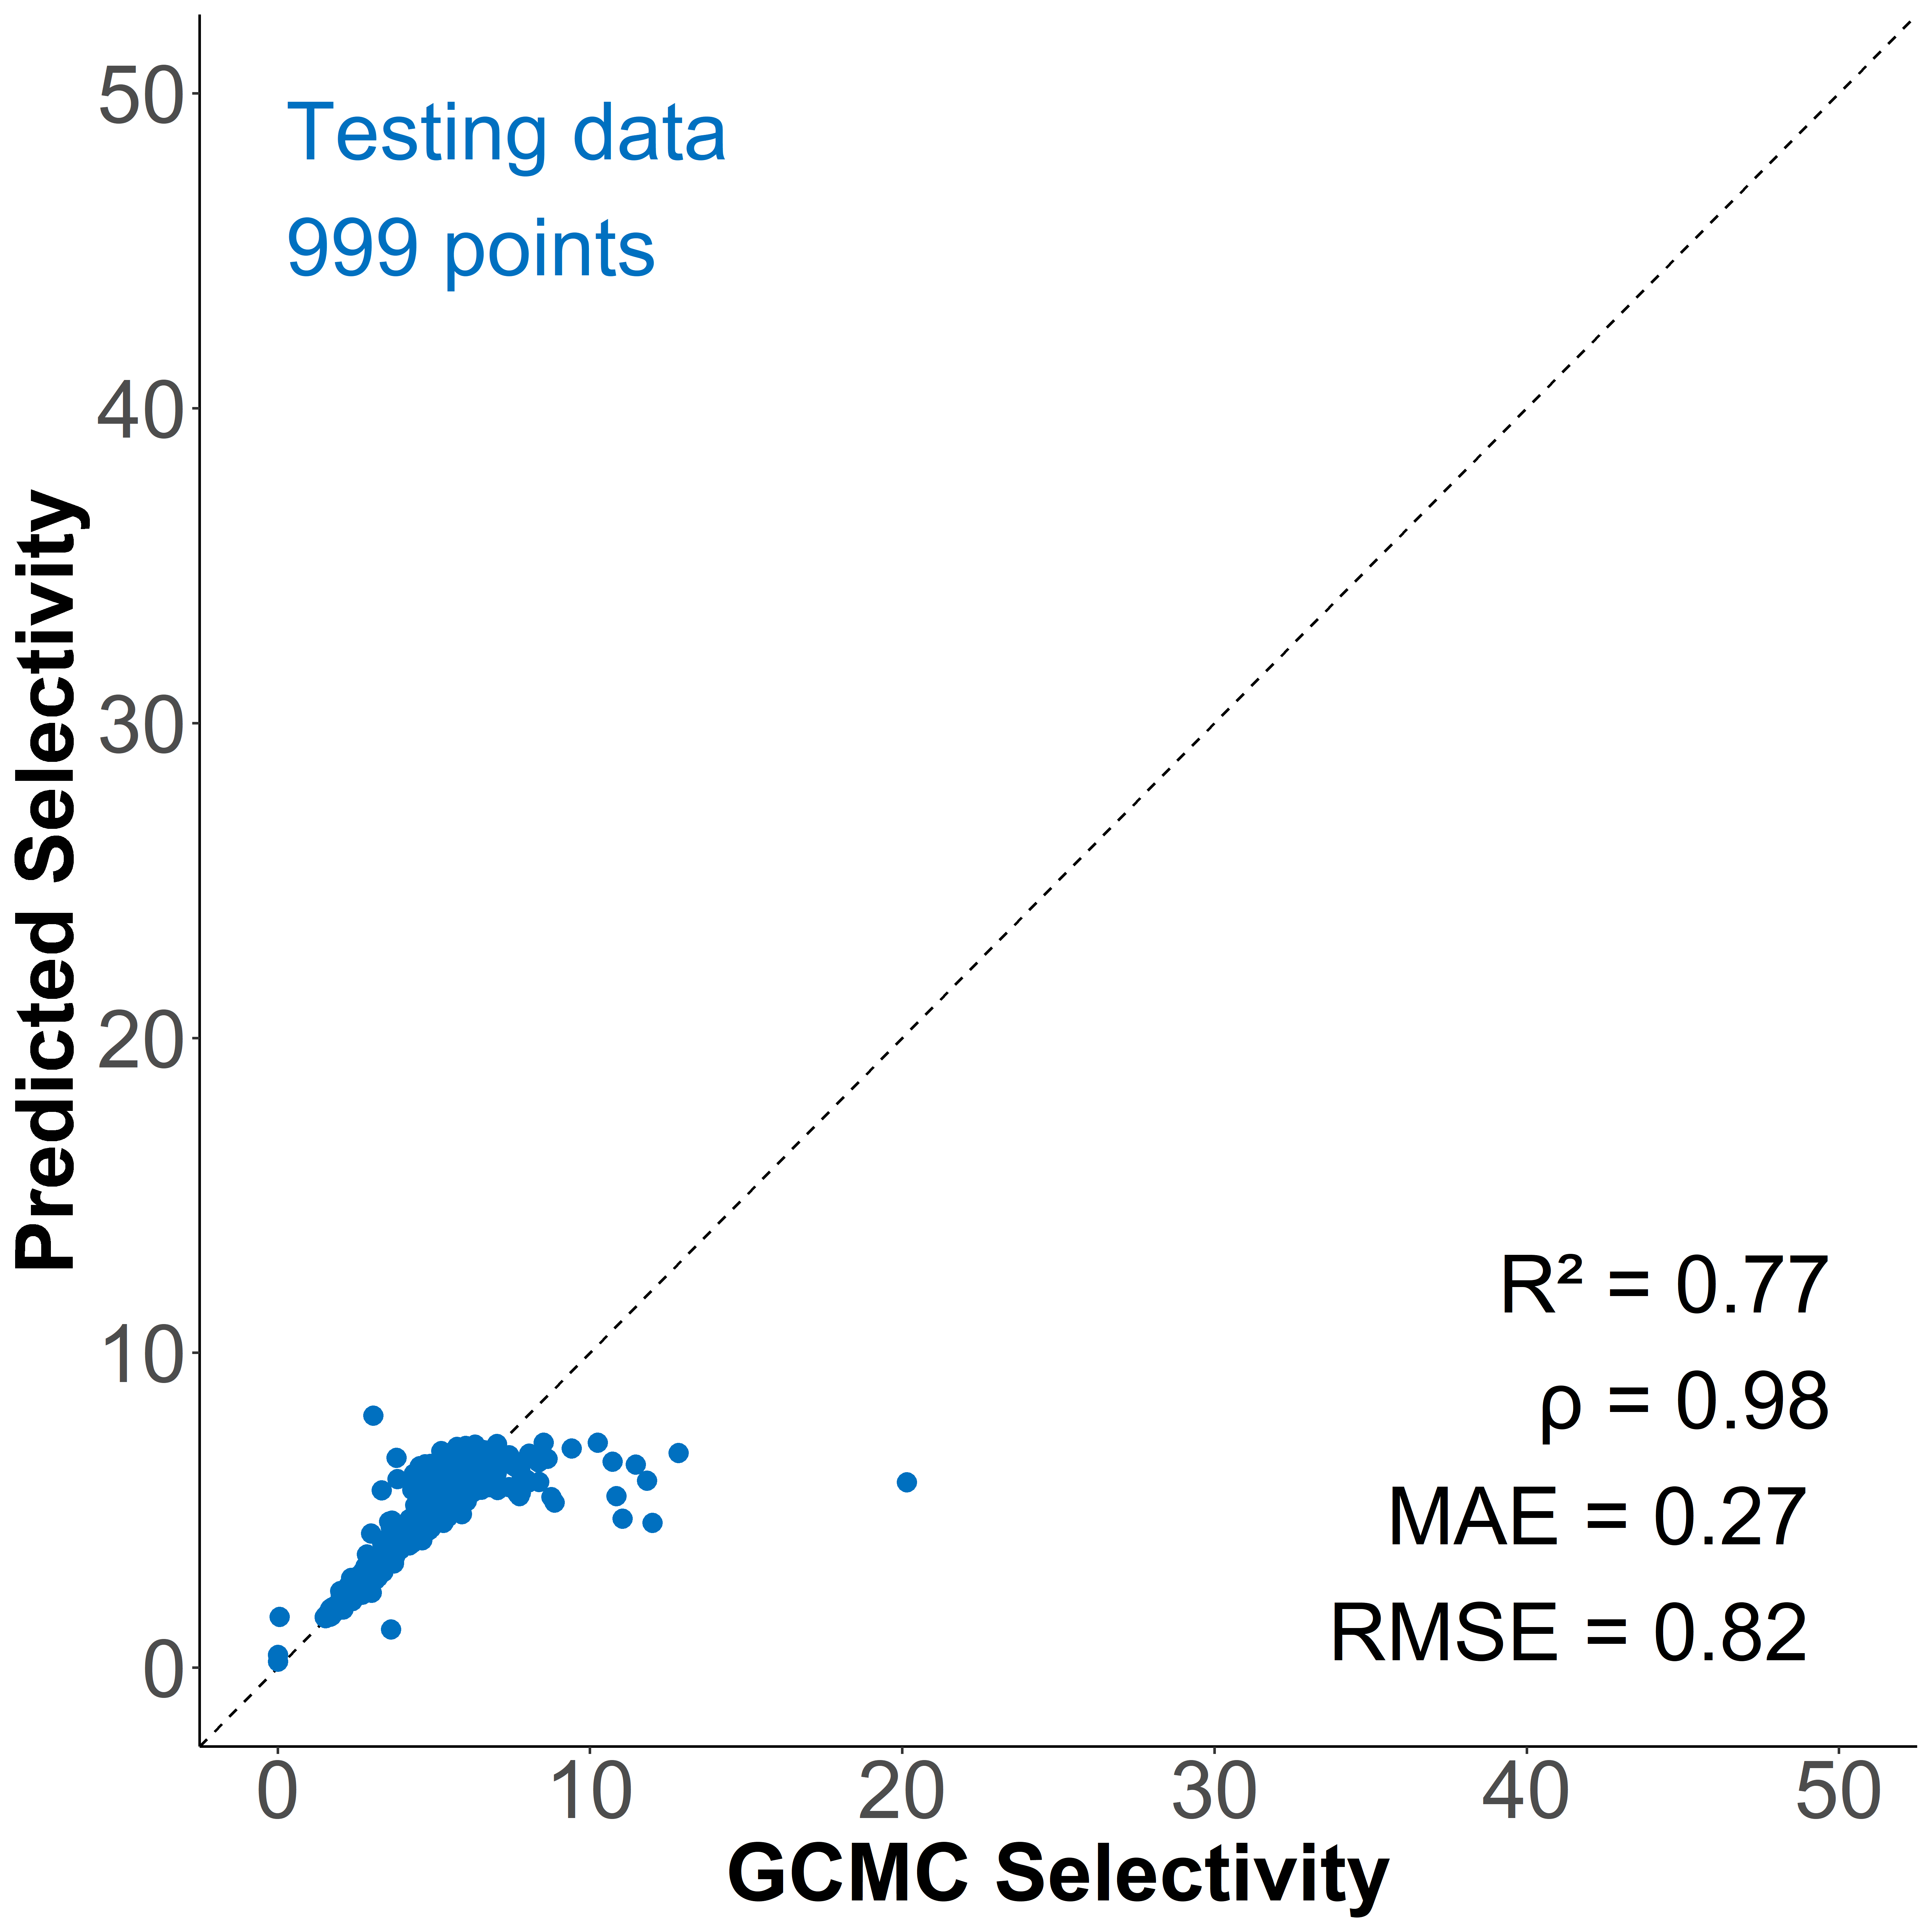 Testing data
999 points
50
40
30
20
10
0
Predicted Selectivity
R² = 0.77
ρ = 0.98
MAE = 0.27
RMSE = 0.82
0 10 20 30 40 50
GCMC Selectivity